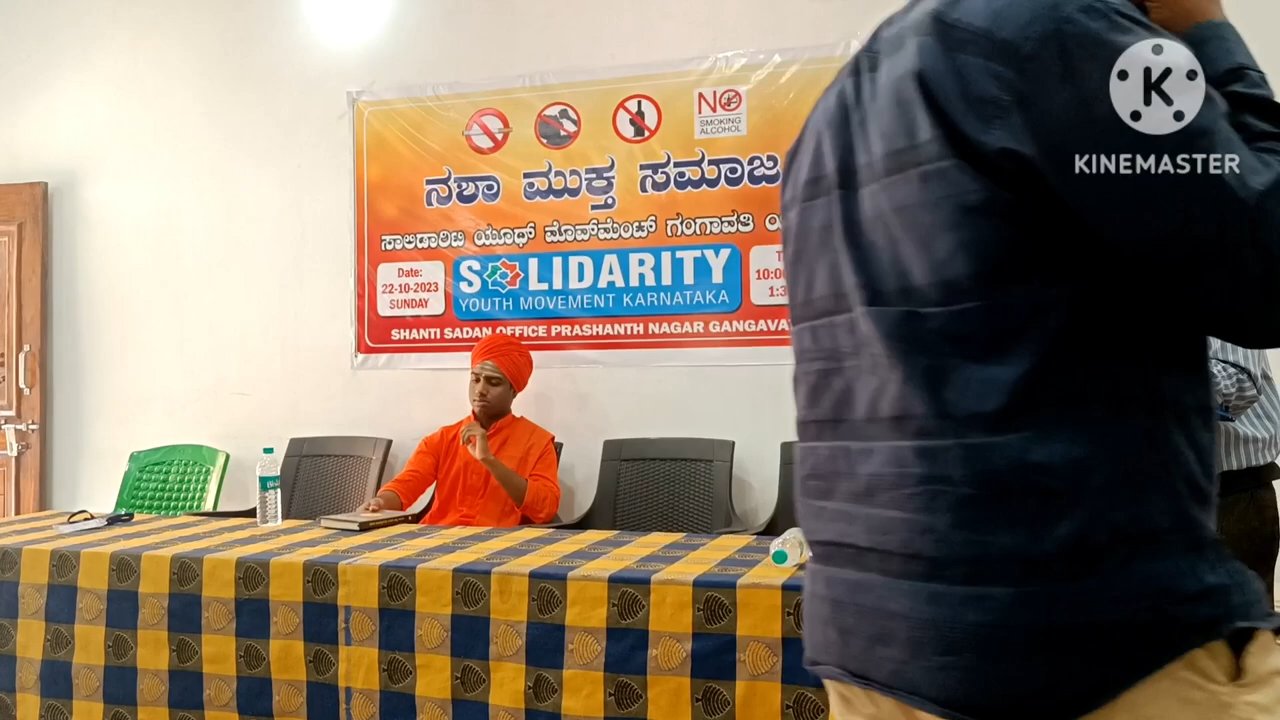 NO
SMOKING
ALCOHOL
ನಶಾ ಮುಕ್ತ ಸಮಾಜ
ಸಾಲಿಡಾರಿಟಿ ಯೂಥ್ ಮೊವ್‌ಮೆಂಟ್ ಗಂಗಾವತಿ
Date:
22-10-2023
SUNDAY
SOLIDARITY
YOUTH MOVEMENT KARNATAKA
SHANTI SADAN OFFICE PRASHANTH NAGAR
K
KINEMASTER